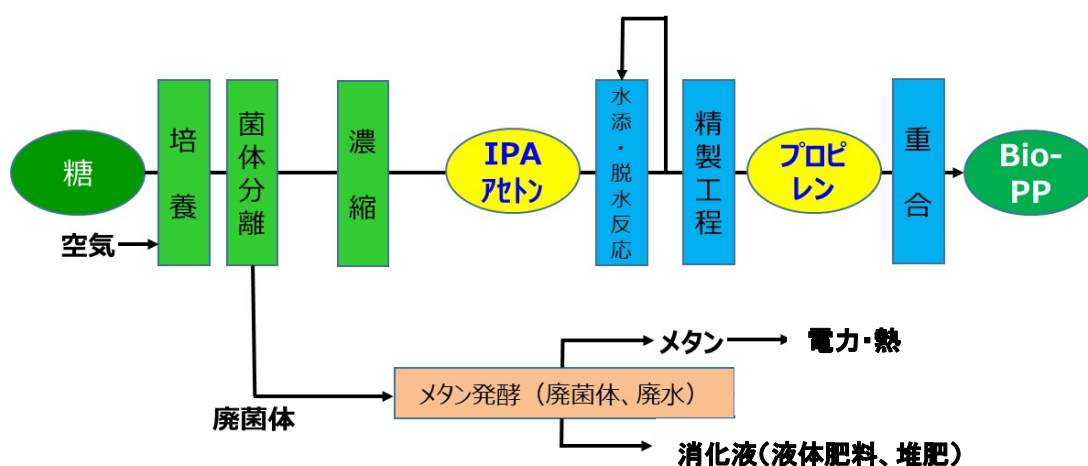 糖
空気
培養
菌体分離
濃縮
IPA
アセトン
水添・脱水反応
精製工程
プロピ
レン
重合
Bio-
PP
廃菌体
メタン発酵（廃菌体、廃水）
メタン
電力・熱
消化液（液体肥料、堆肥）